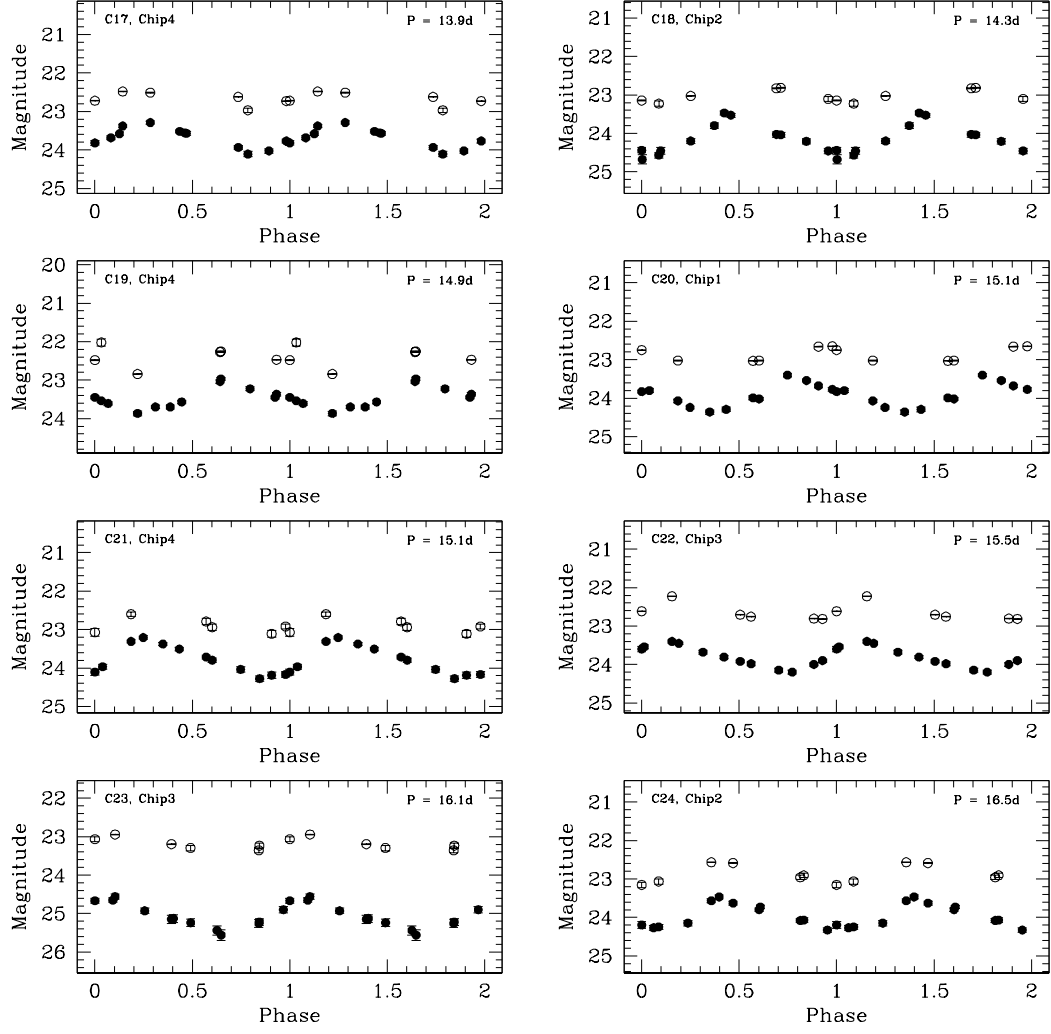 C17, Chip4 P = 13.9d
21
22
23
24
25
Magnitude
0 0.5 1 1.5 2
Phase
C18, Chip2 P = 14.3d
21
22
23
24
25
Magnitude
0 0.5 1 1.5 2
Phase
C19, Chip4 P = 14.9d
20
21
22
23
24
Magnitude
0 0.5 1 1.5 2
Phase
C20, Chip1 P = 15.1d
21
22
23
24
25
Magnitude
0 0.5 1 1.5 2
Phase
C21, Chip4 P = 15.1d
21
22
23
24
25
Magnitude
0 0.5 1 1.5 2
Phase
C22, Chip3 P = 15.5d
21
22
23
24
25
Magnitude
0 0.5 1 1.5 2
Phase
C23, Chip3 P = 16.1d
22
23
24
25
26
Magnitude
0 0.5 1 1.5 2
Phase
C24, Chip2 P = 16.5d
21
22
23
24
25
Magnitude
0 0.5 1 1.5 2
Phase